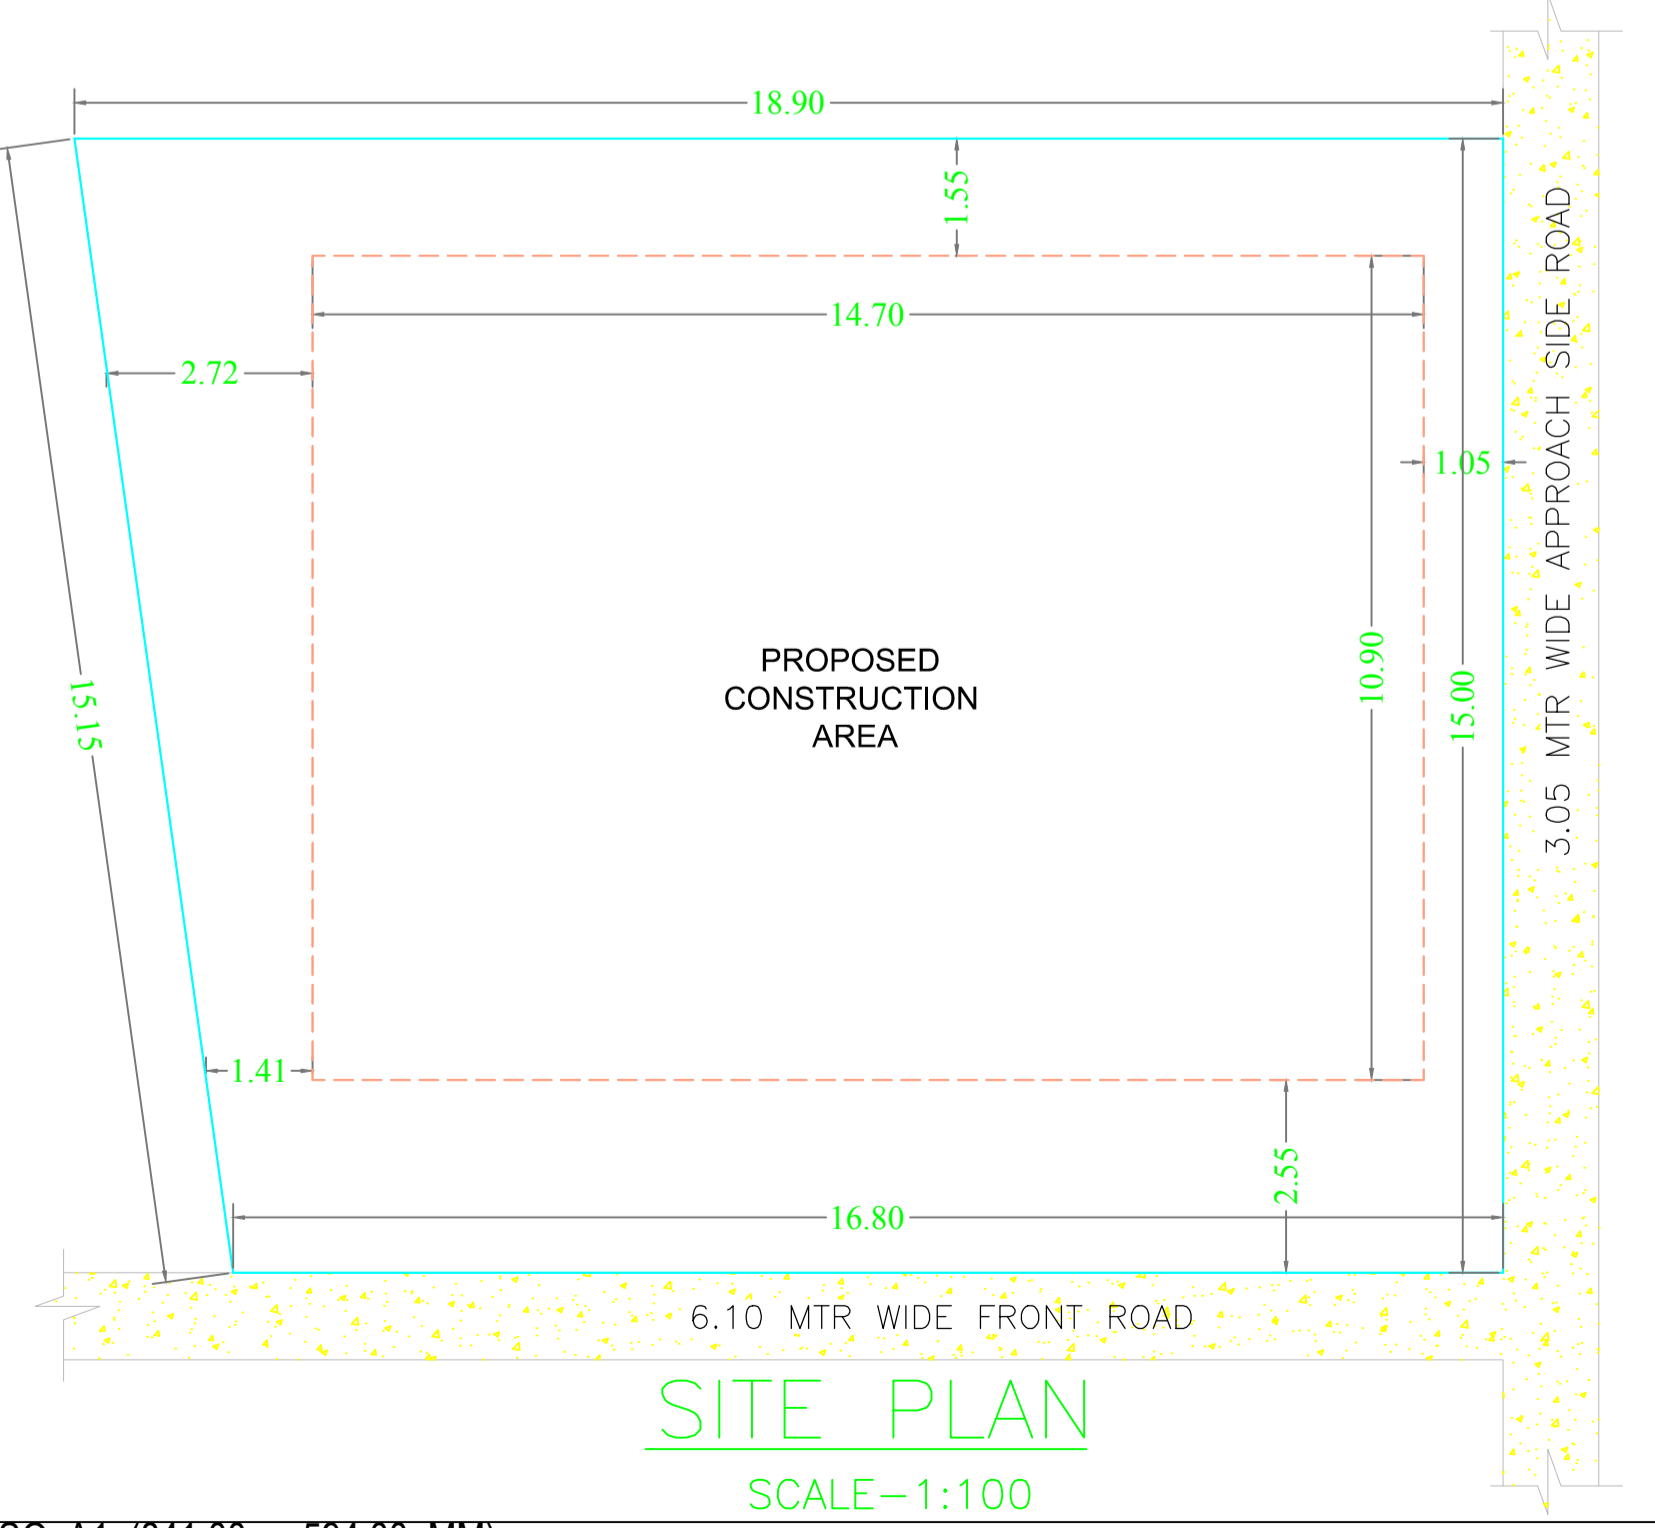 18.90
1.55
14.70
2.72
1.05
3.05 MTR WIDE APPROACH SIDE ROAD
PROPOSED
CONSTRUCTION
AREA
10.90
15.00
15.15
1.41
2.55
16.80
6.10 MTR WIDE FRONT ROAD
SITE PLAN
SCALE-1:100